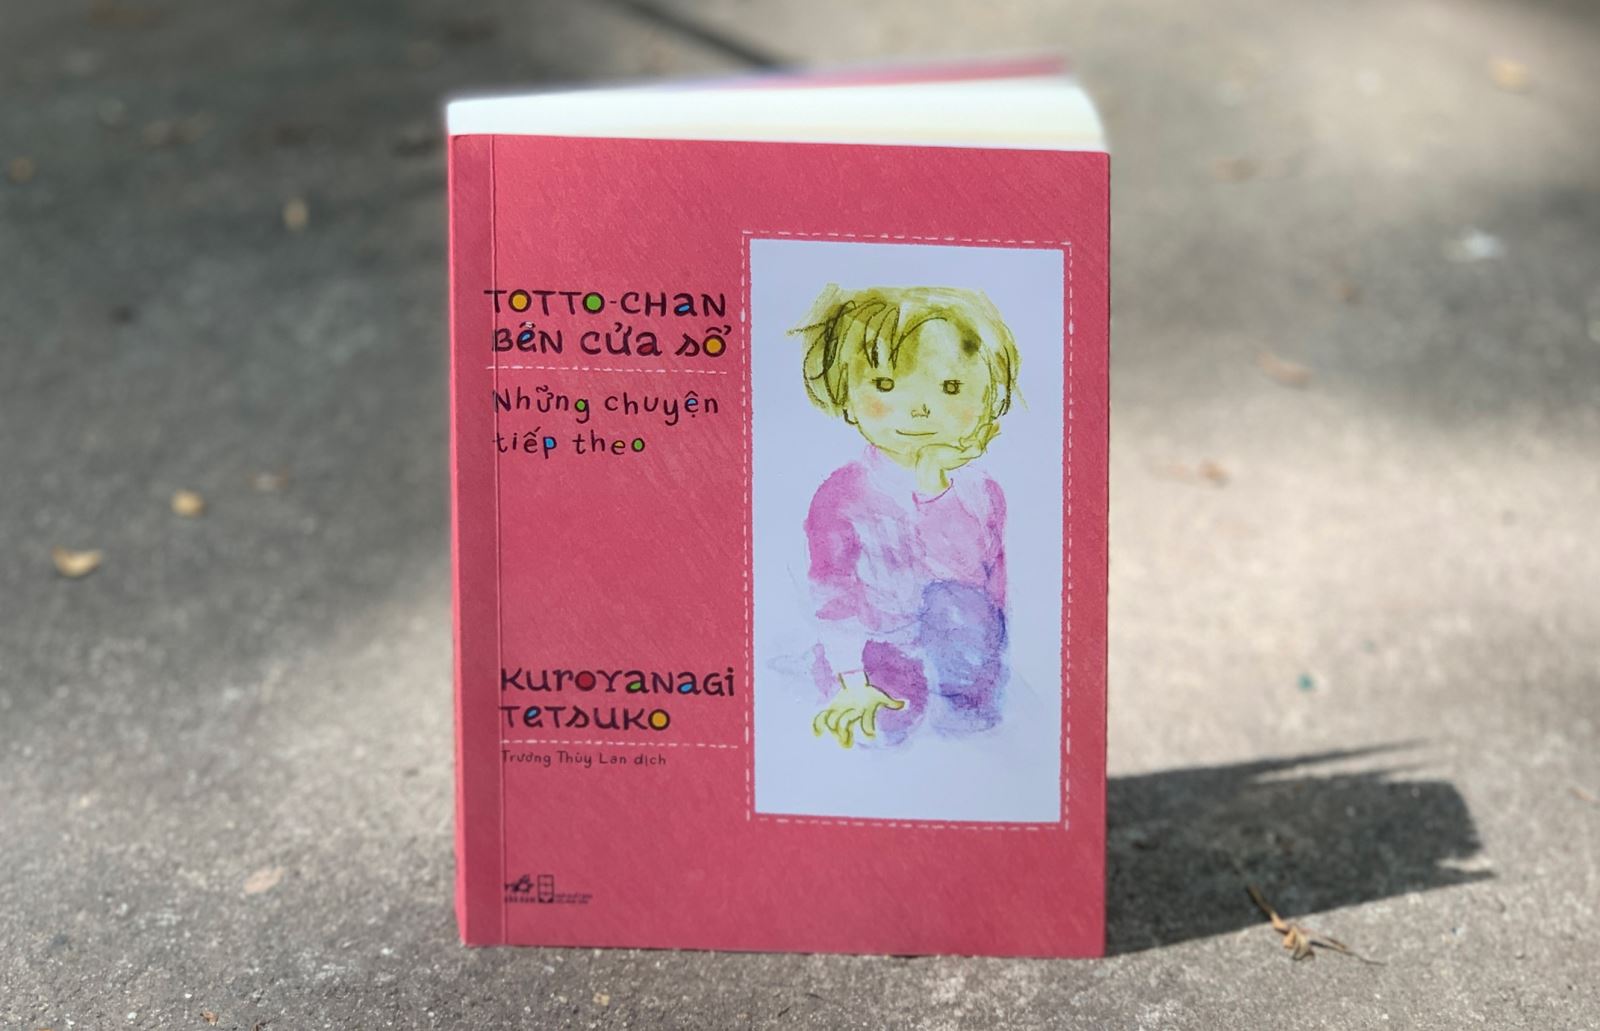 TOTTO-CHaN
BÊN CỬa SỔ
Những chuyện
tiếp theo
KUROYANaGi
TeTSUKO
Trương Thùy Lan dịch